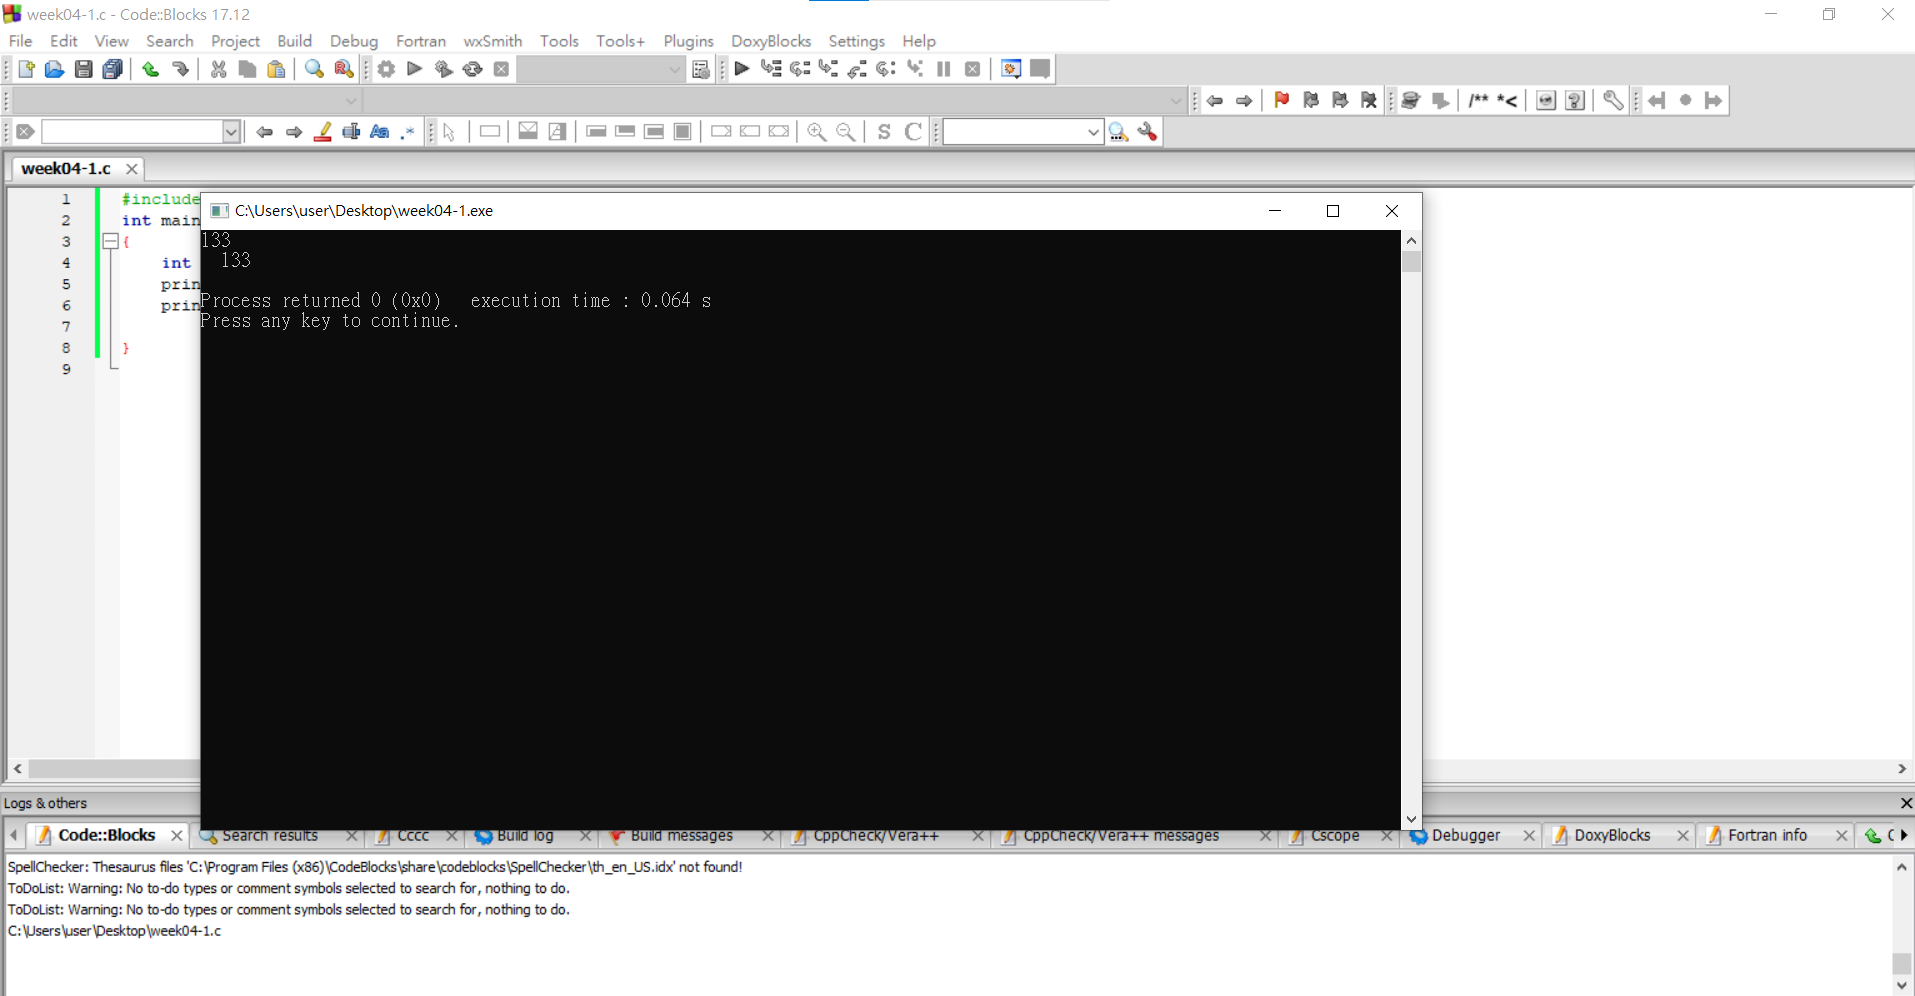 week04-1.c - Code::Blocks 17.12
File Edit View Search Project Build Debug Fortran wxSmith Tools Tools+ Plugins DoxyBlocks Settings Help
/** *<
Aa .*
S C
week04-1.c
1 #include
2 int main
3 {
4 int
5 prin
6 prin
7
8 }
9
C:\Users\user\Desktop\week04-1.exe
133
133
Process returned 0 (0x0) execution time : 0.064 s
Press any key to continue.
Logs & others
Code::Blocks Search results Cccc Build log Build messages CppCheck/Vera++ CppCheck/Vera++ messages Cscope Debugger DoxyBlocks Fortran info
SpellChecker: Thesaurus files 'C:\Program Files (x86)\CodeBlocks\share\codeblocks\SpellChecker\th_en_US.idx' not found!
ToDoList: Warning: No to-do types or comment symbols selected to search for, nothing to do.
ToDoList: Warning: No to-do types or comment symbols selected to search for, nothing to do.
C:\Users\user\Desktop\week04-1.c